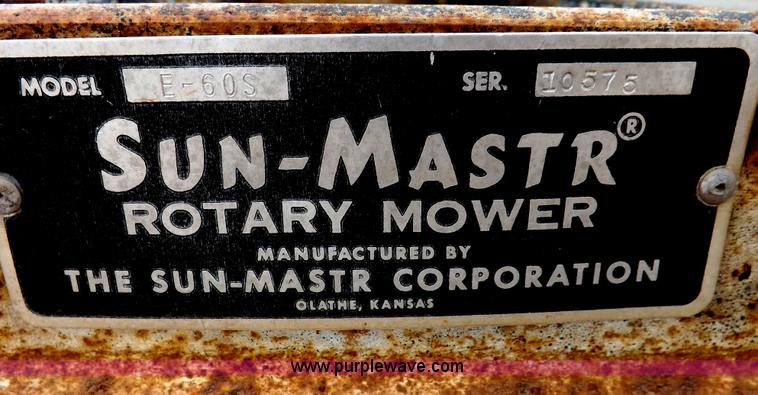 MODEL E-60S SER. 10575
SUN-MASTR®
ROTARY MOWER
MANUFACTURED BY
THE SUN-MASTR CORPORATION
OLATHE, KANSAS
www.purplewave.com